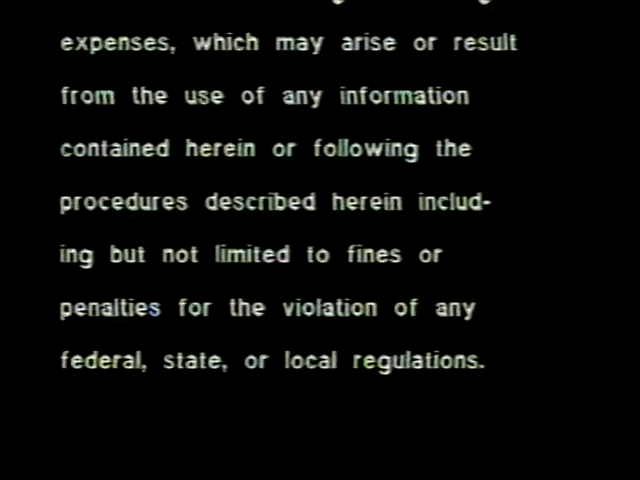 expenses, which may arise or result
from the use of any information
contained herein or following the
procedures described herein includ-
ing but not limited to fines or
penalties for the violation of any
federal, state, or local regulations.